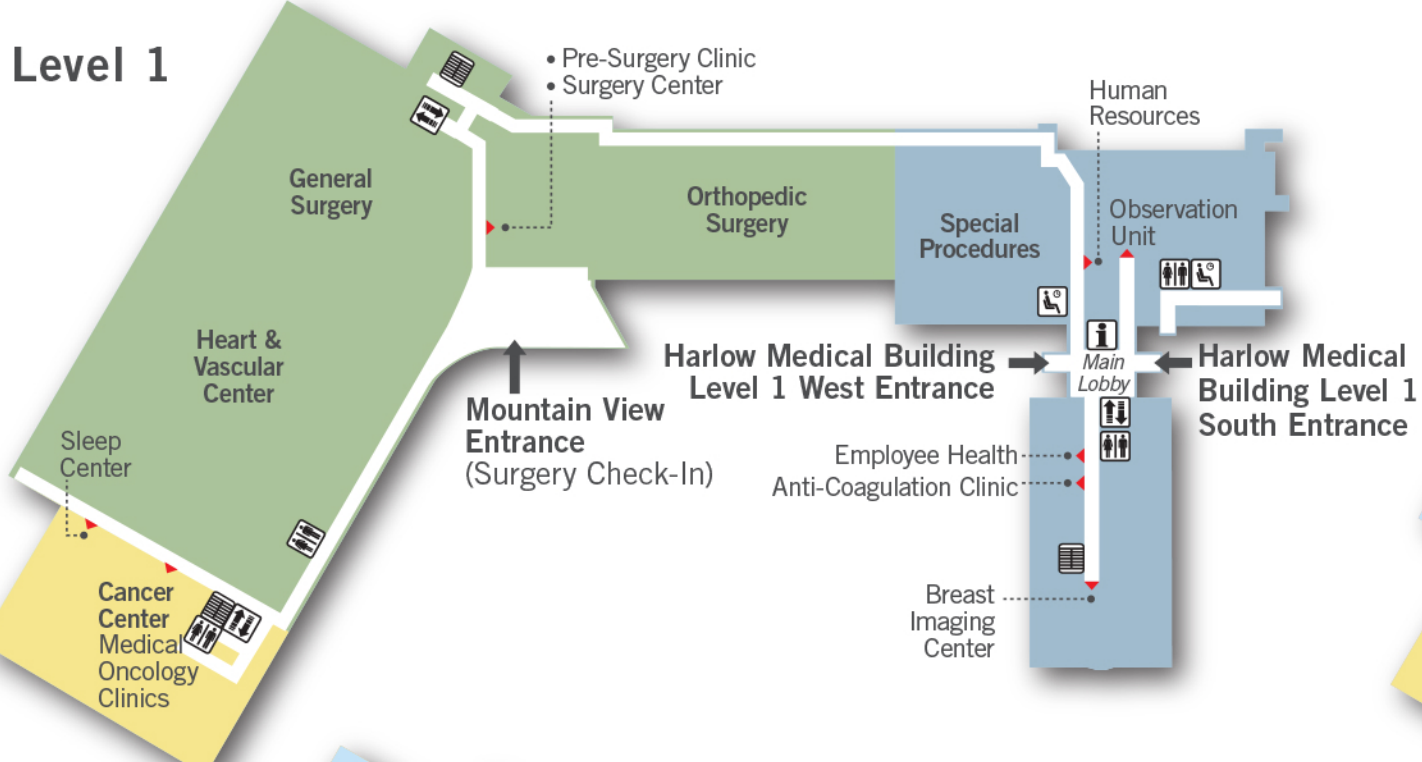 Level 1
• Pre-Surgery Clinic
• Surgery Center
Human
Resources
General
Surgery
Orthopedic
Surgery
Special
Procedures
Observation
Unit
Heart &
Vascular
Center
Harlow Medical Building
Level 1 West Entrance
Main
Lobby
Harlow Medical
Building Level 1
South Entrance
Mountain View
Entrance
(Surgery Check-In)
Sleep
Center
Employee Health
Anti-Coagulation Clinic
Cancer
Center
Medical
Oncology
Clinics
Breast
Imaging
Center